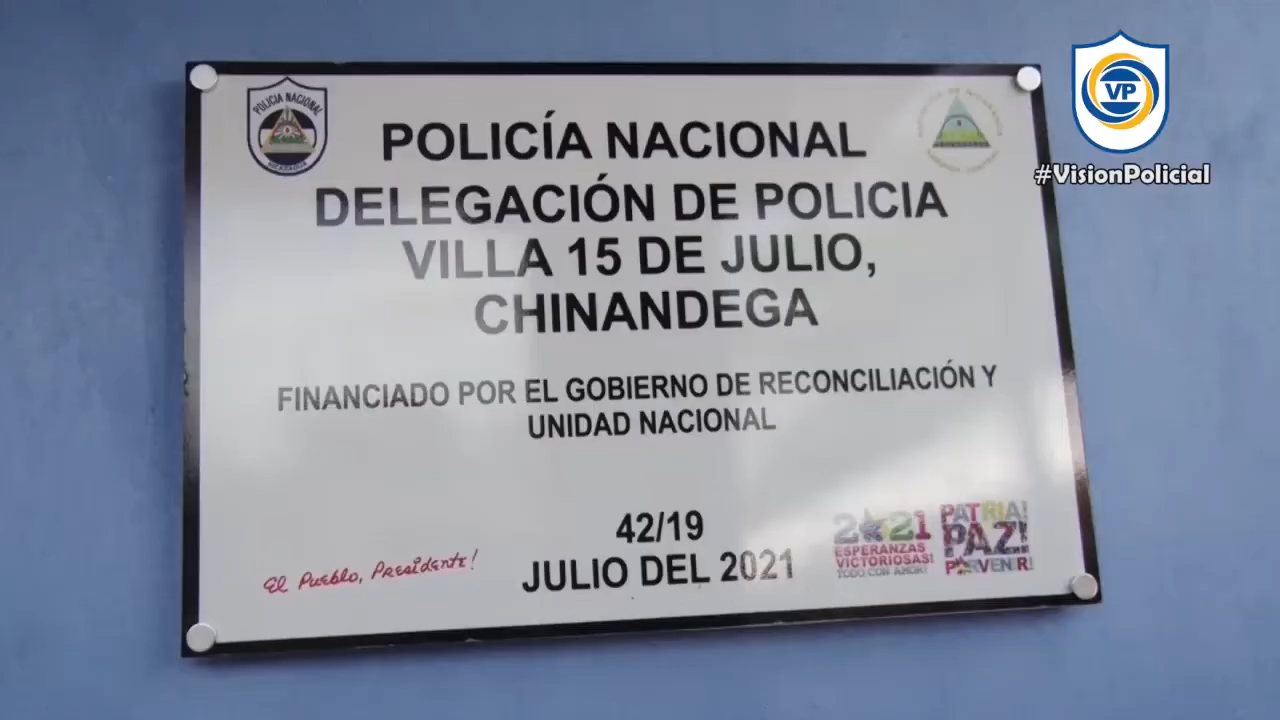 VP
#VisionPolicial
POLICIA NACIONAL
NICARAGUA
POLICÍA NACIONAL
DELEGACIÓN DE POLICIA
VILLA 15 DE JULIO,
CHINANDEGA
FINANCIADO POR EL GOBIERNO DE RECONCILIACIÓN Y
UNIDAD NACIONAL
42/19
JULIO DEL 2021
El Pueblo, Presidente!
2021
ESPERANZAS
VICTORIOSAS!
TODO CON AMOR!
PATRIA!
PAZ!
PORVENIR!